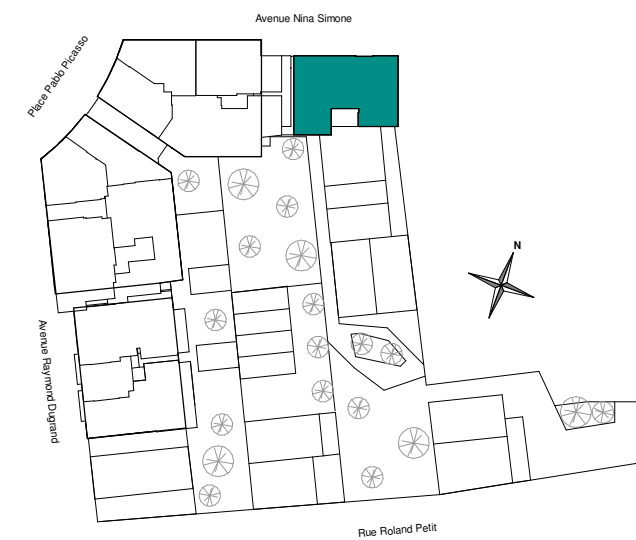 Avenue Nina Simone
Place Pablo Picasso
N
Avenue Raymond Dugrand
Rue Roland Petit